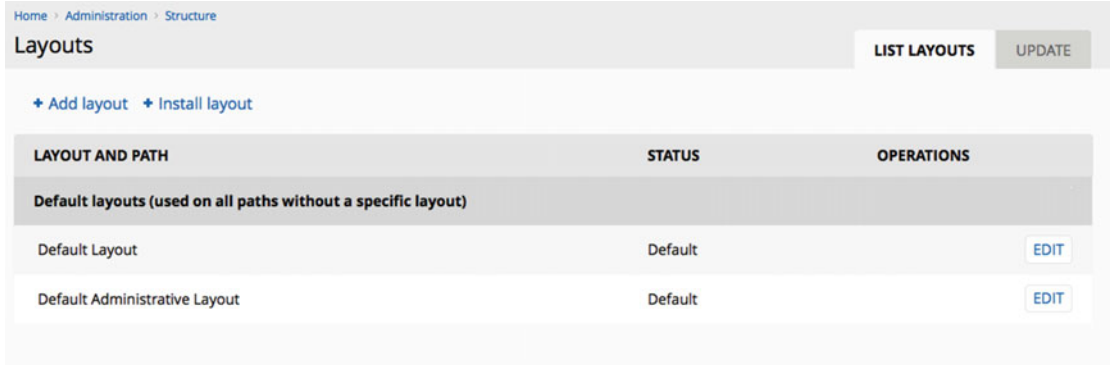 Home › Administration › Structure
Layouts
LIST LAYOUTS UPDATE
+ Add layout + Install layout
LAYOUT AND PATH STATUS OPERATIONS
Default layouts (used on all paths without a specific layout)
Default Layout Default EDIT
Default Administrative Layout Default EDIT